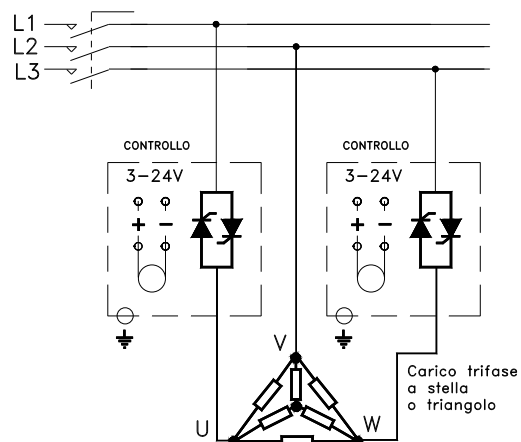 L1
L2
L3
CONTROLLO
CONTROLLO
3-24V
3-24V
+ −
+ −
V
Carico trifase
a stella
o triangolo
U
W